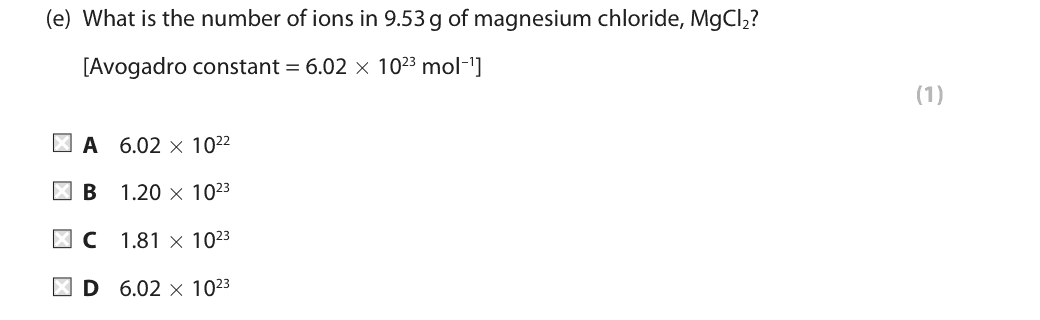 (e) What is the number of ions in 9.53 g of magnesium chloride, MgCl₂?
[Avogadro constant = 6.02 × 10²³ mol⁻¹]
(1)
A 6.02 × 10²²
B 1.20 × 10²³
C 1.81 × 10²³
D 6.02 × 10²³